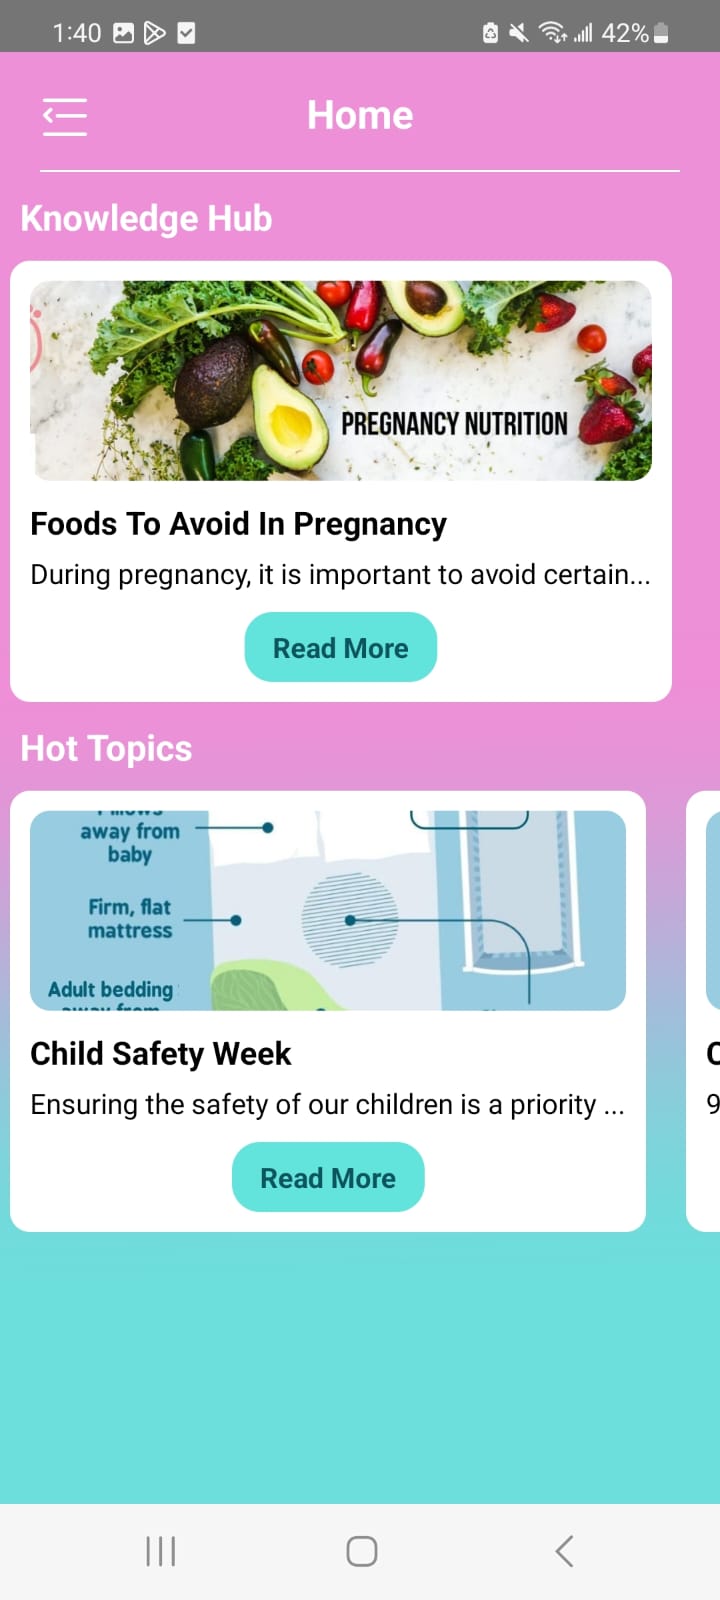 1:40
42%
Home
Knowledge Hub
PREGNANCY NUTRITION
Foods To Avoid In Pregnancy
During pregnancy, it is important to avoid certain...
Read More
Hot Topics
away from
baby
Firm, flat
mattress
Adult bedding
Child Safety Week
Ensuring the safety of our children is a priority ...
Read More
9